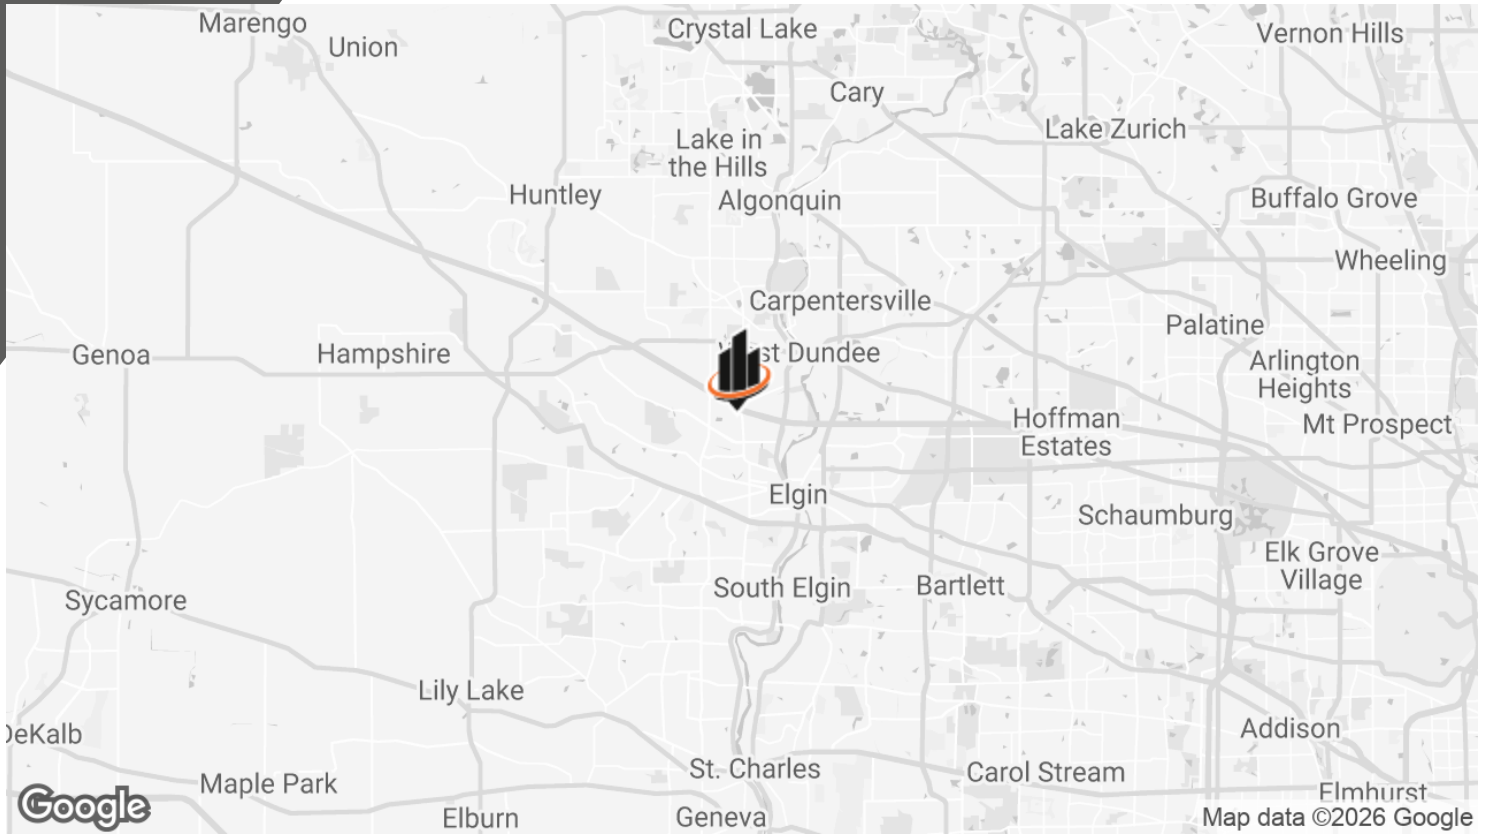 Marengo
Union
Crystal Lake
Vernon Hills
Cary
Lake Zurich
Lake in
the Hills
Huntley
Algonquin
Buffalo Grove
Wheeling
Carpentersville
Palatine
Genoa
Hampshire
st Dundee
Arlington
Heights
Hoffman
Estates
Mt Prospect
Elgin
Schaumburg
Elk Grove
Village
South Elgin
Bartlett
Sycamore
Lily Lake
DeKalb
Addison
St. Charles
Carol Stream
Maple Park
Elmhurst
Google
Elburn
Geneva
Map data ©2026 Google